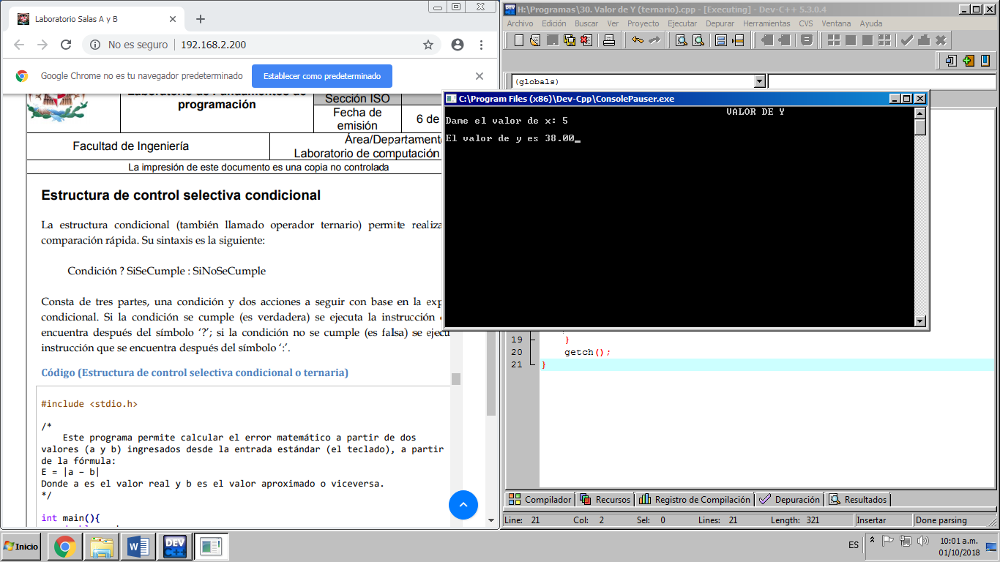 Laboratorio Salas A y B
No es seguro
192.168.2.200
Google Chrome no es tu navegador predeterminado
Establecer como predeterminado
programación
Sección ISO
Fecha de
emisión
6 de
Facultad de Ingeniería
Área/Departament
Laboratorio de computación
La impresión de este documento es una copia no controlada
Estructura de control selectiva condicional
La estructura condicional (también llamado operador ternario) permite realiza
comparación rápida. Su sintaxis es la siguiente:
Condición ? SiSeCumple : SiNoSeCumple
Consta de tres partes, una condición y dos acciones a seguir con base en la exp
condicional. Si la condición se cumple (es verdadera) se ejecuta la instrucción
encuentra después del símbolo ‘?’; si la condición no se cumple (es falsa) se ejecu
instrucción que se encuentra después del símbolo ‘:’.
Código (Estructura de control selectiva condicional o ternaria)
#include <stdio.h>
/*
Este programa permite calcular el error matemático a partir de dos
valores (a y b) ingresados desde la entrada estándar (el teclado), a partir
de la fórmula:
E = |a - b|
Donde a es el valor real y b es el valor aproximado o viceversa.
*/
int main(){
H:\Programas\30. Valor de Y (ternario).cpp - [Executing] - Dev-C++ 5.3.0.4
Archivo Edición Buscar Ver Proyecto Ejecutar Depurar Herramientas CVS Ventana Ayuda
(globals)
C:\Program Files (x86)\Dev-Cpp\ConsolePauser.exe
VALOR DE Y
Dame el valor de x: 5
El valor de y es 38.00_
19 }
20 getch();
21 }
Compilador Recursos Registro de Compilación Depuración Resultados
Line: 21 Col: 2 Sel: 0 Lines: 21 Length: 321 Insertar Done parsing
Inicio
ES
10:01 a.m.
01/10/2018